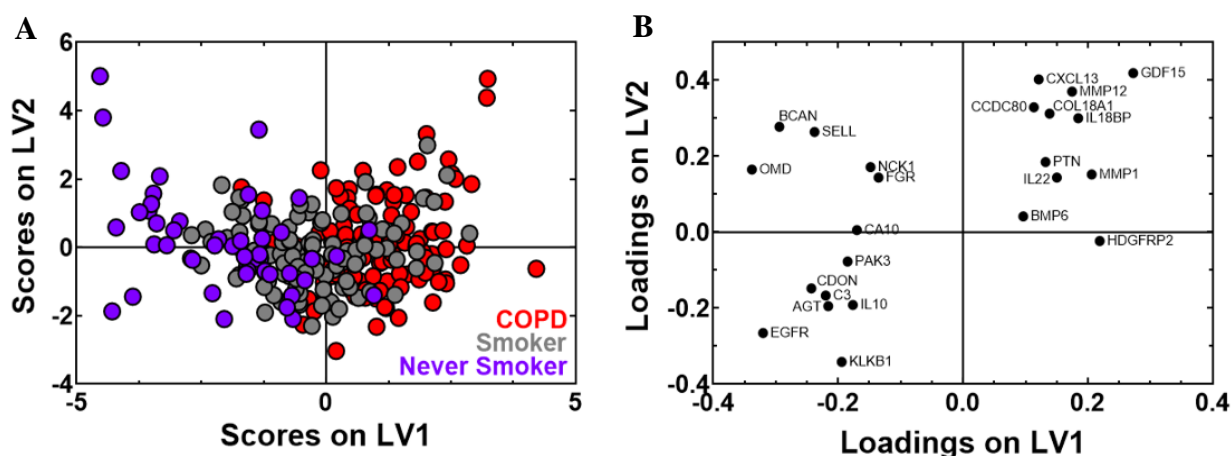 A
Scores on LV2
6
4
2
0
-2
-4
-5
0
5
Scores on LV1
COPD
Smoker
Never Smoker
B
Loadings on LV2
0.4
0.2
0.0
-0.2
-0.4
-0.4
-0.2
0.0
0.2
0.4
Loadings on LV1
GDF15
CXCL13
MMP12
CCDC80
COL18A1
IL18BP
BCAN
SELL
OMD
NCK1
FGR
PTN
IL22
MMP1
BMP6
CA10
HDGFRP2
PAK3
CDON
C3
AGT
IL10
EGFR
KLKB1